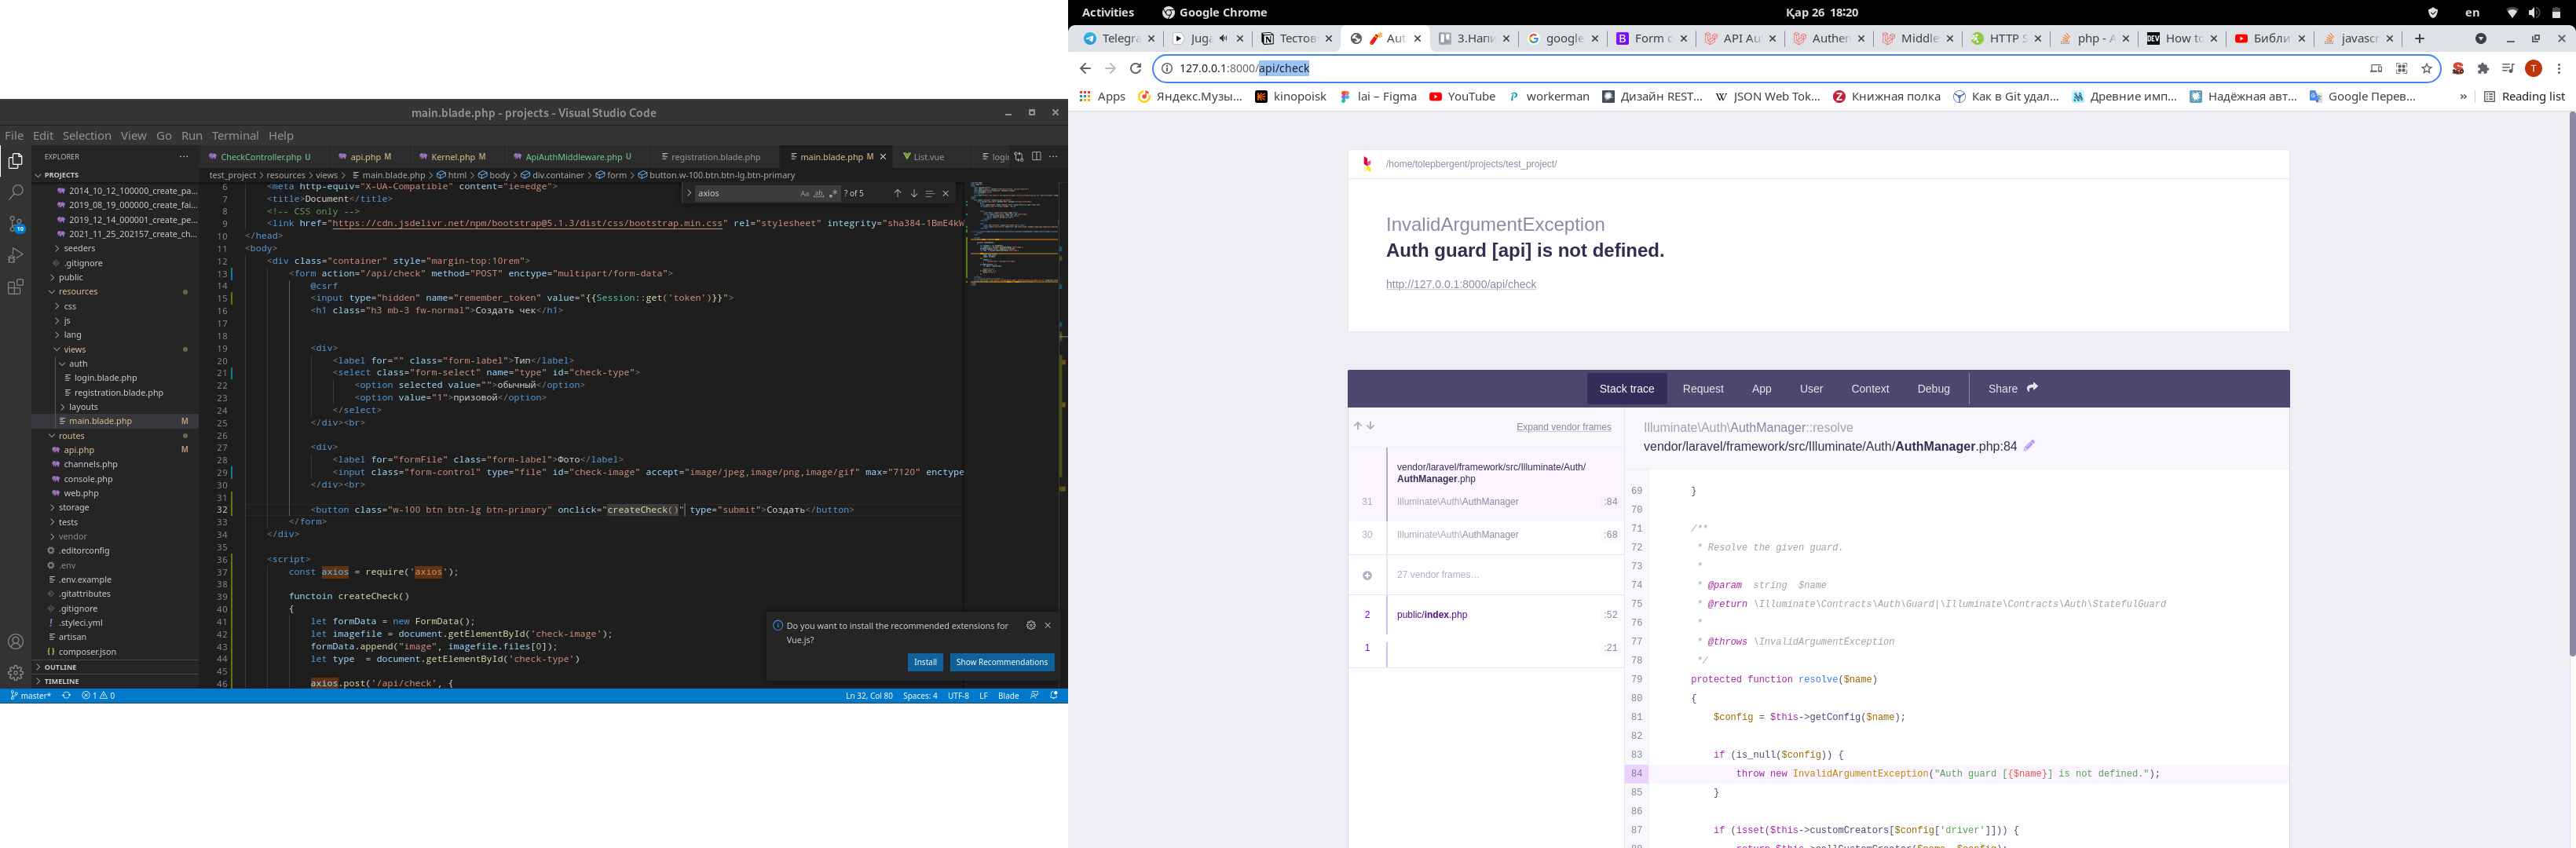 main.blade.php - projects - Visual Studio Code
File Edit Selection View Go Run Terminal Help
EXPLORER
CheckController.php U
api.php M
Kernel.php M
ApiAuthMiddleware.php U
registration.blade.php
main.blade.php M
List.vue
PROJECTS
test_project > resources > views > main.blade.php > html > body > div.container > form > button.w-100.btn.btn-lg.btn-primary
2014_10_12_100000_create_pa...
2019_08_19_000000_create_fai...
2019_12_14_000001_create_pe...
2021_11_25_202157_create_ch...
seeders
.gitignore
public
resources
css
js
lang
views
auth
login.blade.php
registration.blade.php
layouts
main.blade.php M
routes
api.php M
channels.php
console.php
web.php
storage
tests
vendor
.editorconfig
.env
.env.example
.gitattributes
.gitignore
.styleci.yml
artisan
composer.json
OUTLINE
TIMELINE
10
axios
Aa
? of 5
6 <meta http-equiv="X-UA-Compatible" content="ie=edge">
7 <title>Document</title>
8 <!-- CSS only -->
9 <link href="https://cdn.jsdelivr.net/npm/bootstrap@5.1.3/dist/css/bootstrap.min.css" rel="stylesheet" integrity="sha384-1BmE4kW
10 </head>
11 <body>
12 <div class="container" style="margin-top:10rem">
13 <form action="/api/check" method="POST" enctype="multipart/form-data">
14 @csrf
15 <input type="hidden" name="remember_token" value="{{Session::get('token')}}">
16 <h1 class="h3 mb-3 fw-normal">Создать чек</h1>
17
18
19 <div>
20 <label for="" class="form-label">Тип</label>
21 <select class="form-select" name="type" id="check-type">
22 <option selected value="">обычный</option>
23 <option value="1">призовой</option>
24 </select>
25 </div><br>
26
27 <div>
28 <label for="formFile" class="form-label">Фото</label>
29 <input class="form-control" type="file" id="check-image" accept="image/jpeg,image/png,image/gif" max="7120" enctype
30 </div><br>
31
32 <button class="w-100 btn btn-lg btn-primary" onclick="createCheck()" type="submit">Создать</button>
33 </form>
34 </div>
35
36 <script>
37 const axios = require('axios');
38
39 functoin createCheck()
40 {
41 let formData = new FormData();
42 let imagefile = document.getElementById('check-image');
43 formData.append("image", imagefile.files[0]);
44 let type = document.getElementById('check-type')
45
46 axios.post('/api/check', {
Do you want to install the recommended extensions for
Vue.js?
Install
Show Recommendations
master* 1 0
Ln 32, Col 80 Spaces: 4 UTF-8 LF Blade
Activities
Google Chrome
Қар 26 18:20
en
Telegra
Juga
Тестов
Aut
3.Напи
google
Form c
API Au
Authen
Middle
HTTP S
php - A
DEV
How to
Библи
javascr
127.0.0.1:8000/api/check
T
Apps
Яндекс.Музы...
kinopoisk
lai – Figma
YouTube
workerman
Дизайн REST...
JSON Web Tok...
Книжная полка
Как в Git удал...
Древние имп...
Надёжная авт...
Google Перев...
»
Reading list
/home/tolepbergent/projects/test_project/
InvalidArgumentException
Auth guard [api] is not defined.
http://127.0.0.1:8000/api/check
Stack trace
Request
App
User
Context
Debug
Share
Expand vendor frames
vendor/laravel/framework/src/Illuminate/Auth/
AuthManager.php
31 Illuminate\Auth\AuthManager :84
30 Illuminate\Auth\AuthManager :68
27 vendor frames…
2 public/index.php :52
1 :21
Illuminate\Auth\AuthManager::resolve
vendor/laravel/framework/src/Illuminate/Auth/AuthManager.php:84
69 }
70
71 /**
72 * Resolve the given guard.
73 *
74 * @param string $name
75 * @return \Illuminate\Contracts\Auth\Guard|\Illuminate\Contracts\Auth\StatefulGuard
76 *
77 * @throws \InvalidArgumentException
78 */
79 protected function resolve($name)
80 {
81 $config = $this->getConfig($name);
82
83 if (is_null($config)) {
84 throw new InvalidArgumentException("Auth guard [{$name}] is not defined.");
85 }
86
87 if (isset($this->customCreators[$config['driver']])) {